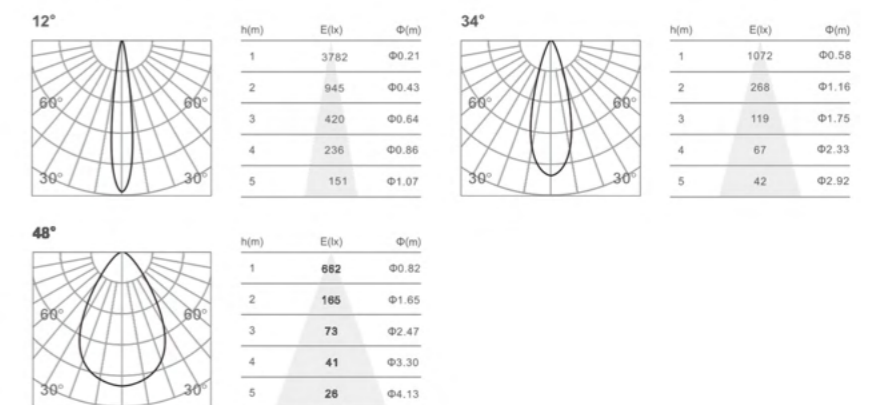 12°
h(m) E(lx) Φ(m)
1 3782 Φ0.21
2 945 Φ0.43
3 420 Φ0.64
4 236 Φ0.86
5 151 Φ1.07
60° 60°
30° 30°
34°
h(m) E(lx) Φ(m)
1 1072 Φ0.58
2 268 Φ1.16
3 119 Φ1.75
4 67 Φ2.33
5 42 Φ2.92
60° 60°
30° 30°
48°
h(m) E(lx) Φ(m)
1 662 Φ0.82
2 165 Φ1.65
3 73 Φ2.47
4 41 Φ3.30
5 26 Φ4.13
60° 60°
30° 30°